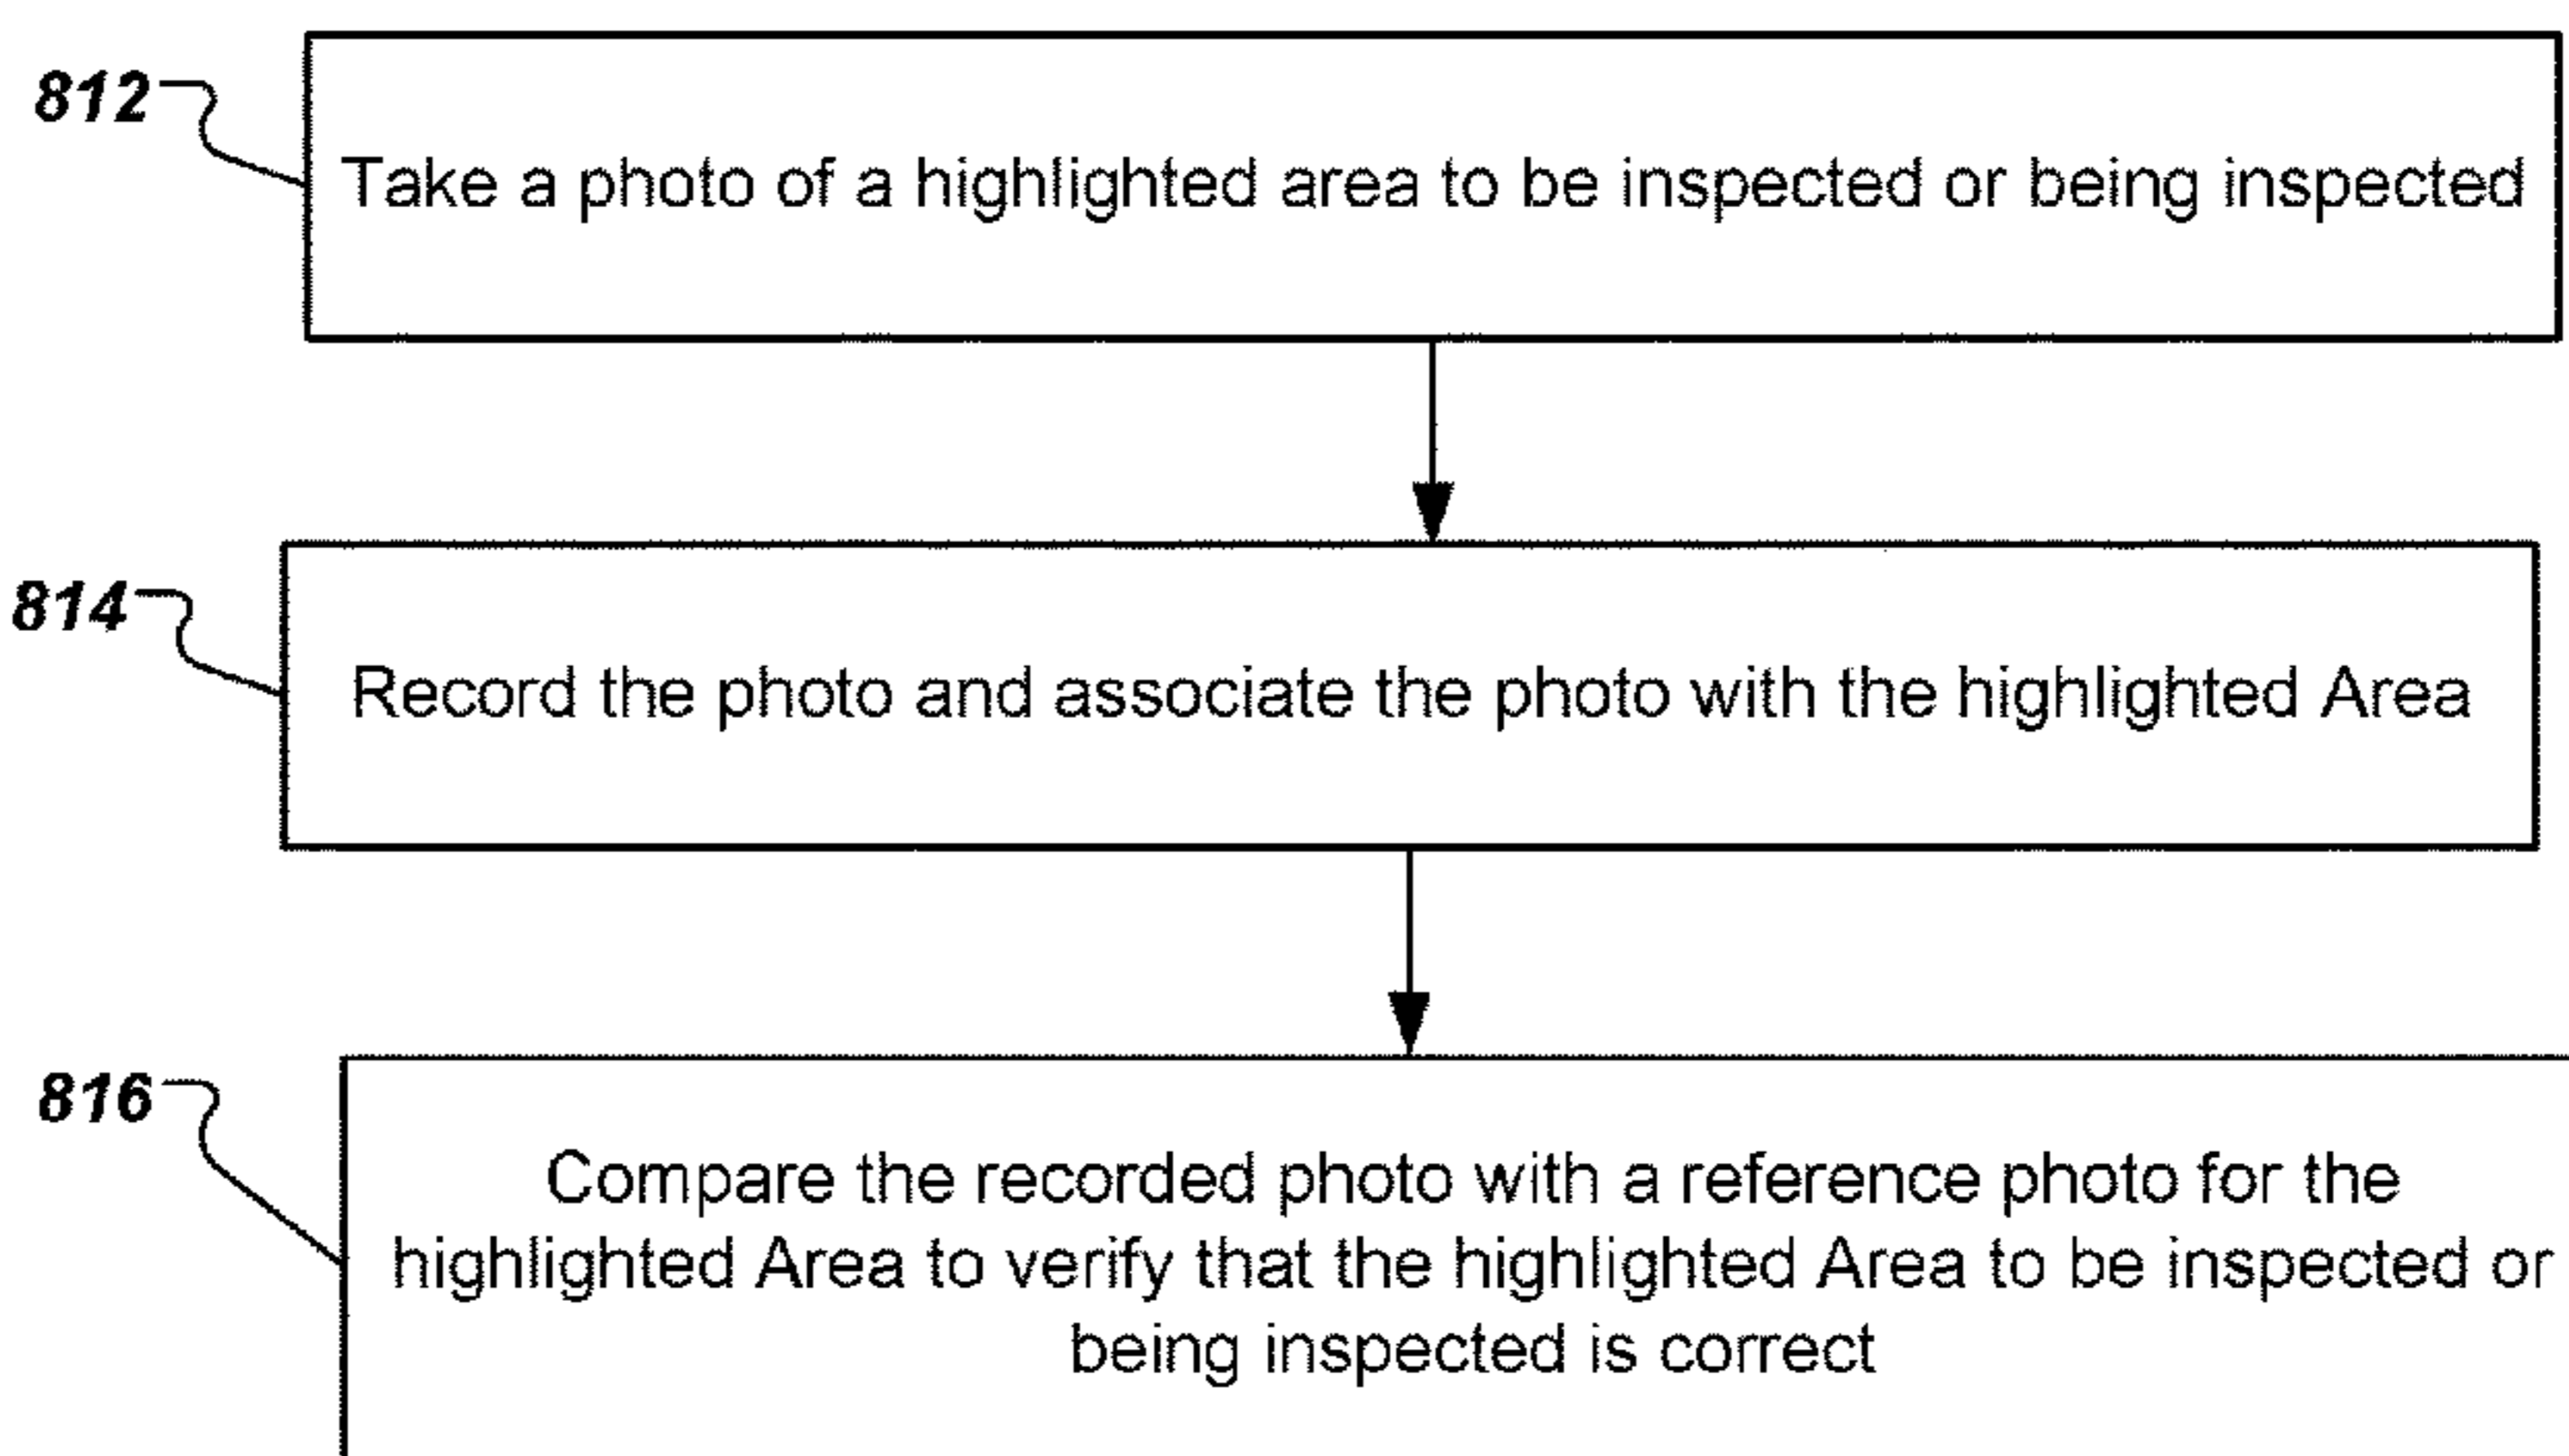 812
Take a photo of a highlighted area to be inspected or being inspected
814
Record the photo and associate the photo with the highlighted Area
816
Compare the recorded photo with a reference photo for the
highlighted Area to verify that the highlighted Area to be inspected or
being inspected is correct